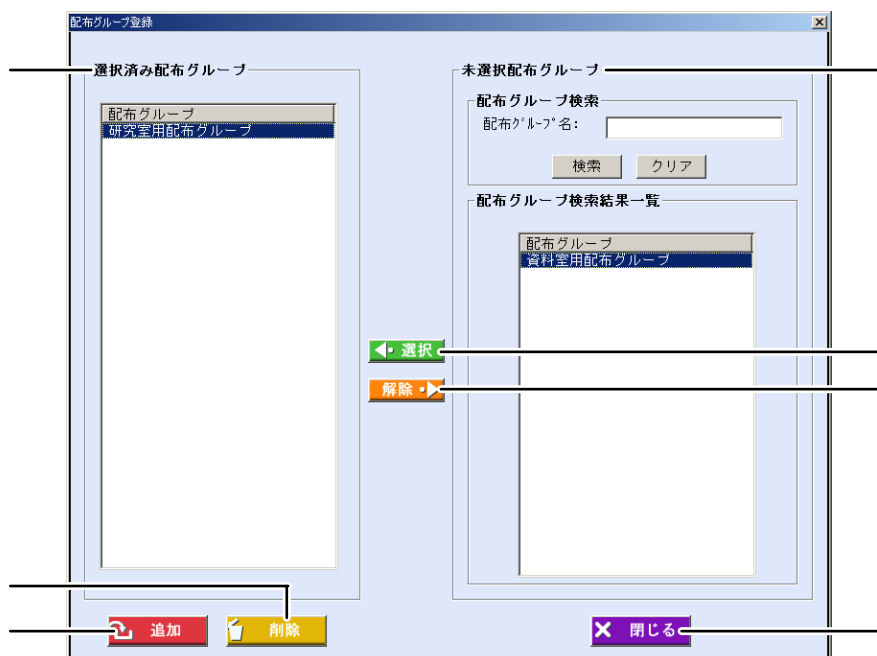 配布グループ登録
選択済み配布グループ
配布グループ
研究室用配布グループ
未選択配布グループ
配布グループ検索
配布ｸﾞﾙｰﾌﾟ名:
検索 クリア
配布グループ検索結果一覧
配布グループ
資料室用配布グループ
選択
解除
追加 削除 閉じる